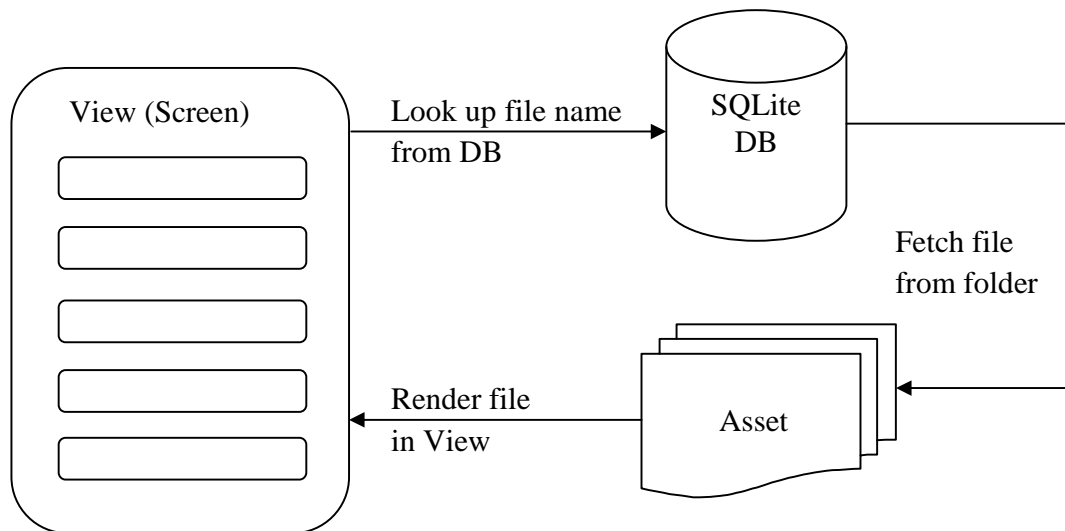 View (Screen)
Look up file name
from DB
SQLite
DB
Fetch file
from folder
Asset
Render file
in View